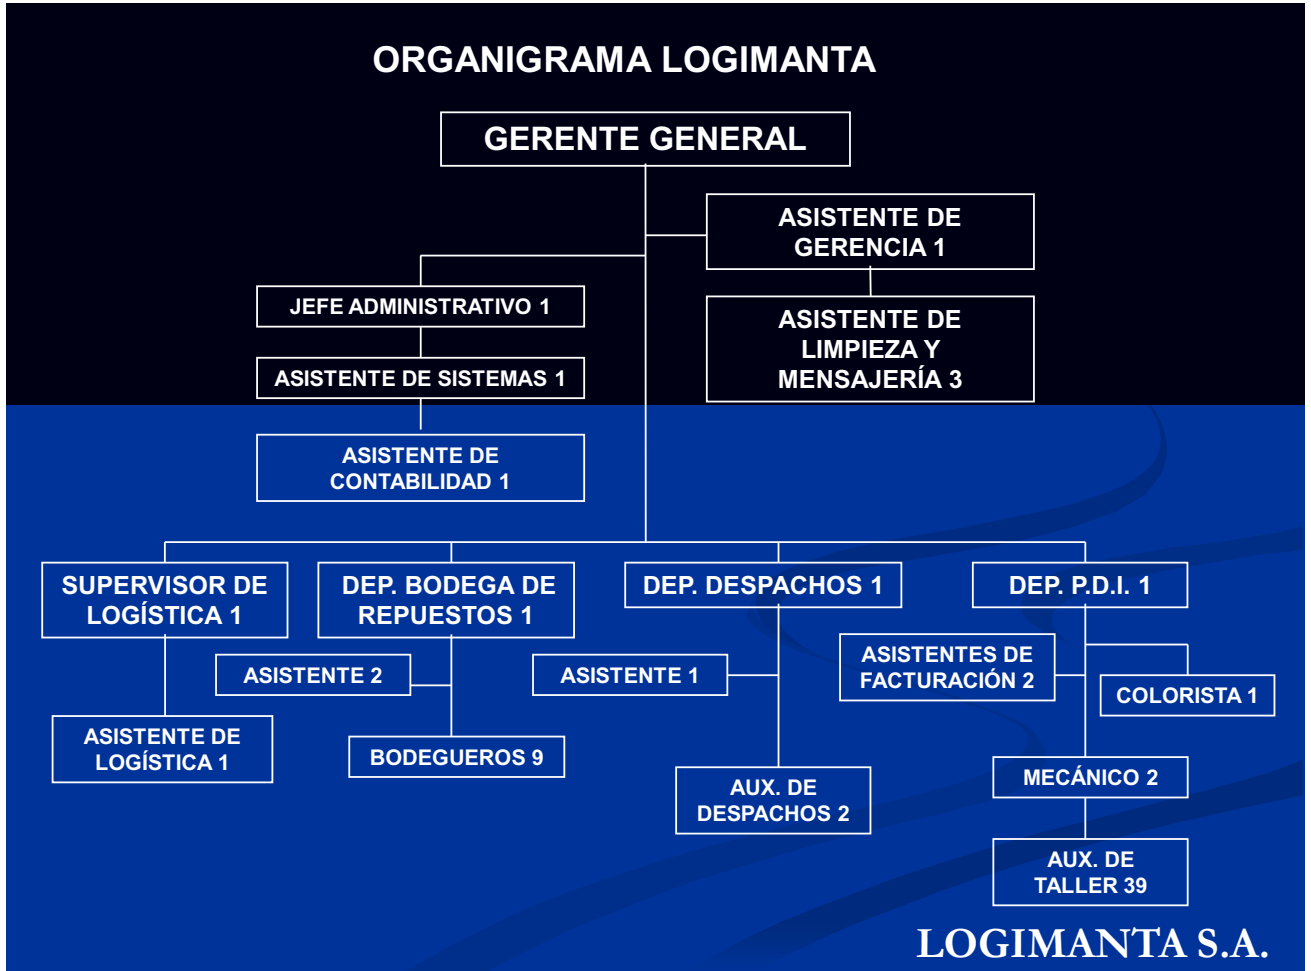 ORGANIGRAMA LOGIMANTA
GERENTE GENERAL
ASISTENTE DE
GERENCIA 1
JEFE ADMINISTRATIVO 1
ASISTENTE DE
LIMPIEZA Y
MENSAJERÍA 3
ASISTENTE DE SISTEMAS 1
ASISTENTE DE
CONTABILIDAD 1
SUPERVISOR DE
LOGÍSTICA 1
DEP. BODEGA DE
REPUESTOS 1
DEP. DESPACHOS 1
DEP. P.D.I. 1
ASISTENTE 2
ASISTENTE 1
ASISTENTES DE
FACTURACIÓN 2
COLORISTA 1
ASISTENTE DE
LOGÍSTICA 1
BODEGUEROS 9
AUX. DE
DESPACHOS 2
MECÁNICO 2
AUX. DE
TALLER 39
LOGIMANTA S.A.